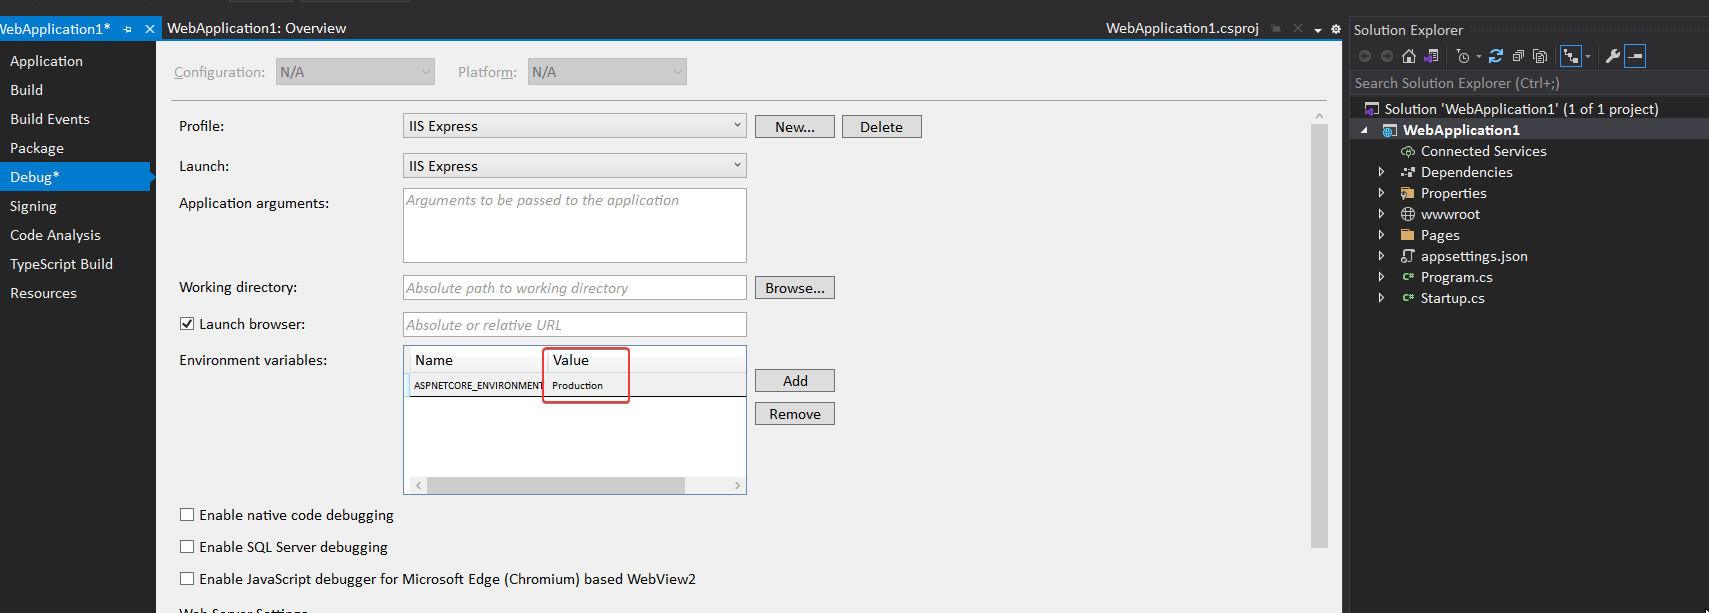 WebApplication1*
WebApplication1: Overview
WebApplication1.csproj
Application
Build
Build Events
Package
Debug*
Signing
Code Analysis
TypeScript Build
Resources
Configuration: N/A Platform: N/A
Profile: IIS Express New... Delete
Launch: IIS Express
Application arguments: Arguments to be passed to the application
Working directory: Absolute path to working directory Browse...
Launch browser: Absolute or relative URL
Environment variables: Name Value
ASPNETCORE_ENVIRONMENT Production
Add
Remove
Enable native code debugging
Enable SQL Server debugging
Enable JavaScript debugger for Microsoft Edge (Chromium) based WebView2
Web Server Settings
Solution Explorer
Search Solution Explorer (Ctrl+;)
Solution 'WebApplication1' (1 of 1 project)
WebApplication1
Connected Services
Dependencies
Properties
wwwroot
Pages
appsettings.json
C# Program.cs
C# Startup.cs